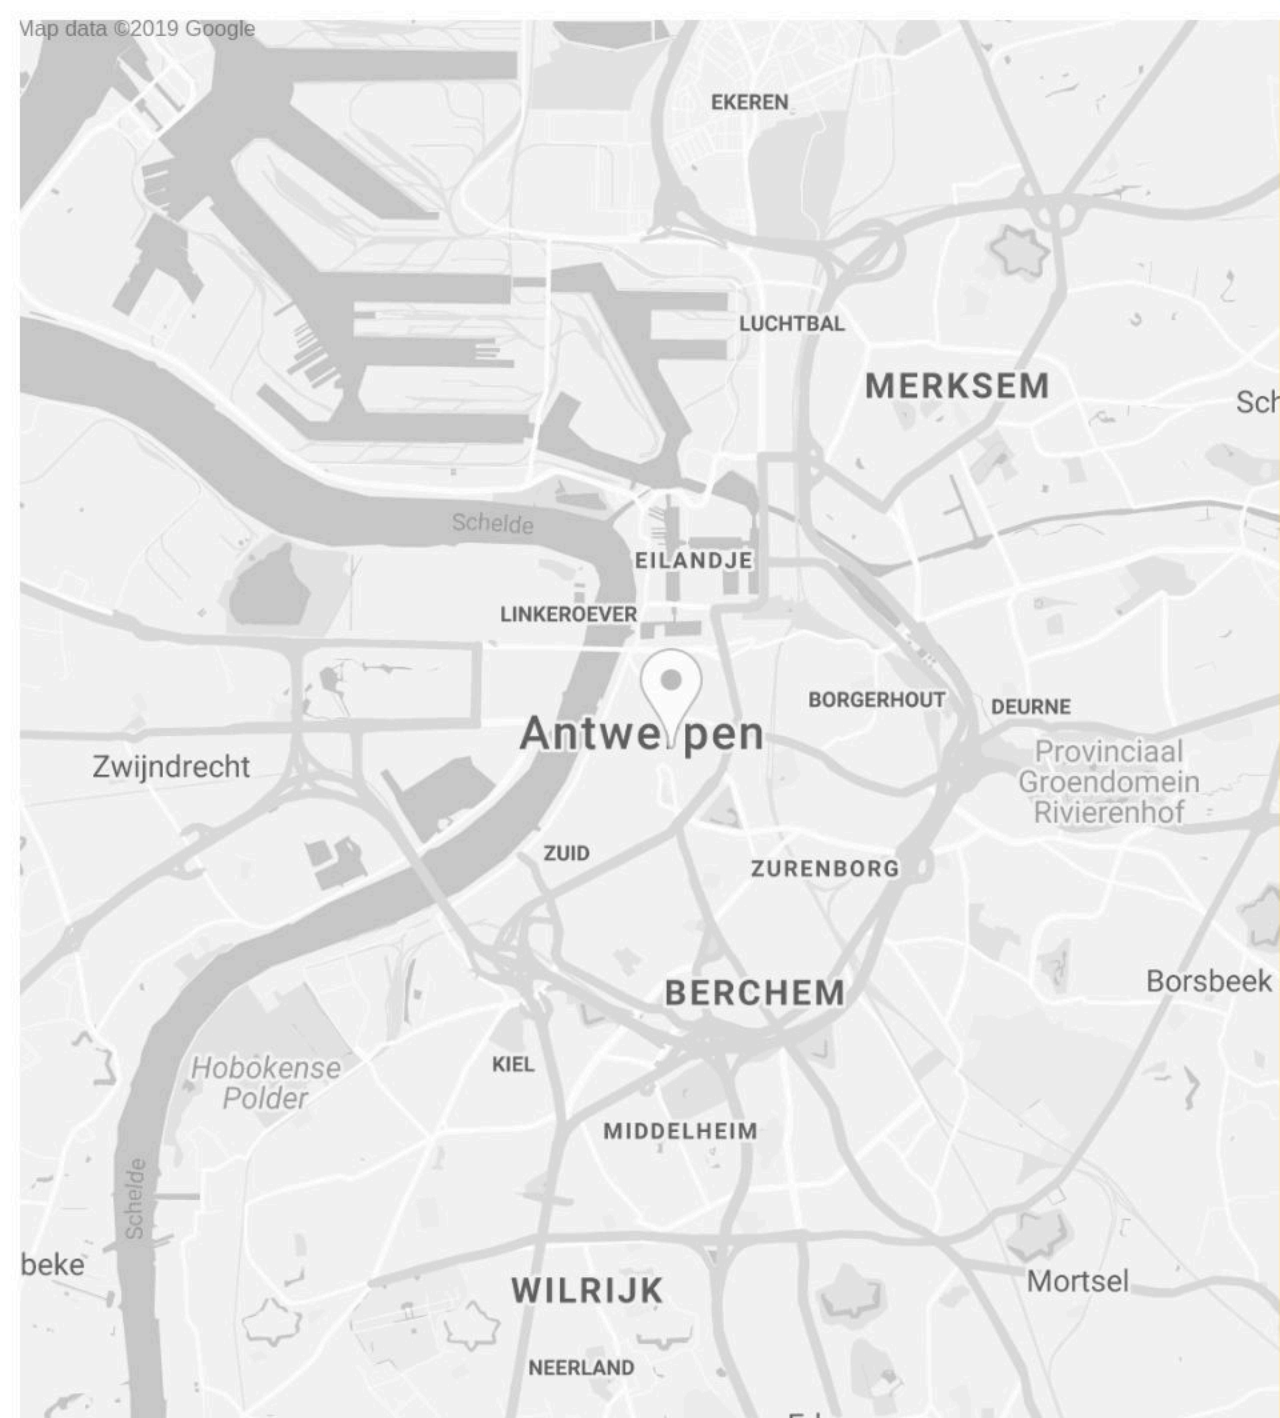 Map data ©2019 Google
EKEREN
LUCHTBAL
MERKSEM
Sch
Schelde
EILANDJE
LINKEROEVER
BORGERHOUT
DEURNE
Antwerpen
Provinciaal
Groendomein
Rivierenhof
Zwijndrecht
ZUID
ZURENBORG
Borsbeek
BERCHEM
Hobokense
Polder
KIEL
MIDDELHEIM
Schelde
beke
Mortsel
WILRIJK
NEERLAND